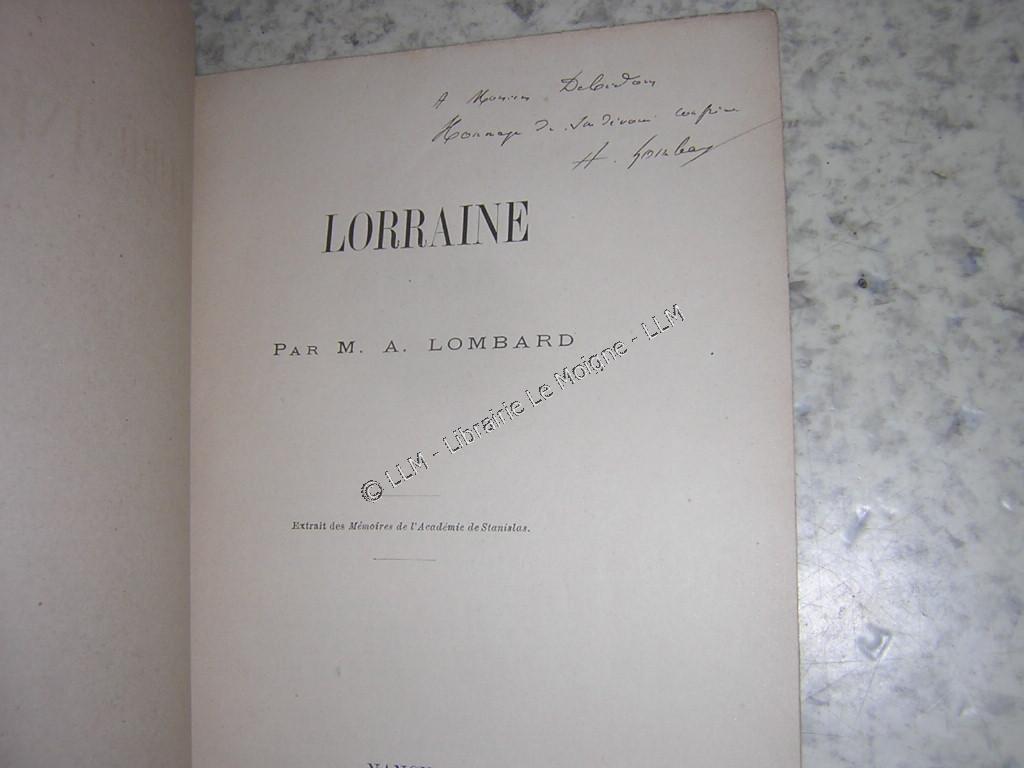 A Monsieur
Hommage de son dévoué confrère
A. Lombard
LORRAINE
PAR M. A. LOMBARD
© LLM - Librairie Le Moigne - LLM
Extrait des Mémoires de l'Académie de Stanislas.
NANCY